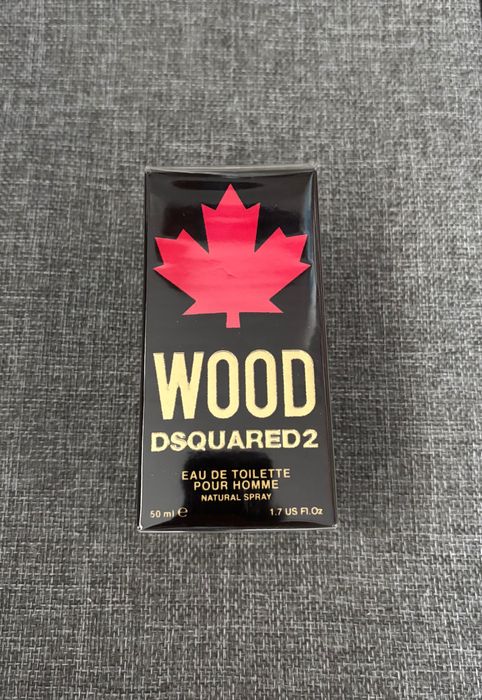 WOOD
DSQUARED2
EAU DE TOILETTE
POUR HOMME
NATURAL SPRAY
50 ml ℮ 1.7 US Fl.Oz